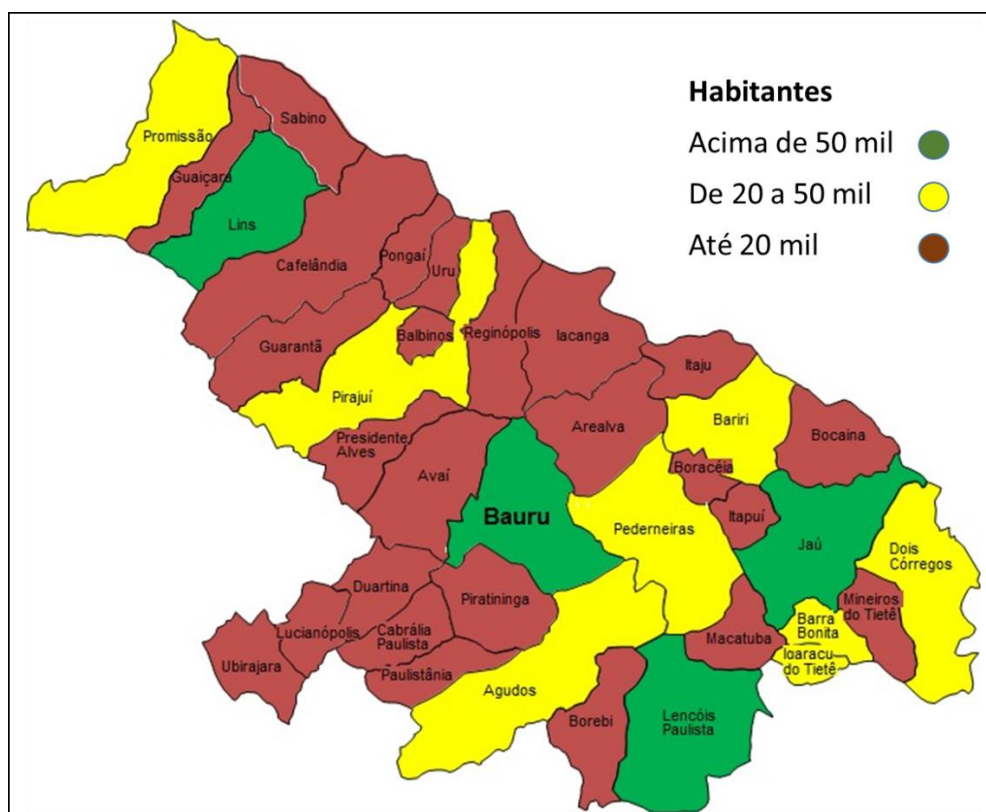 Habitantes
Acima de 50 mil
De 20 a 50 mil
Até 20 mil
Sabino
Promissão
Guaiçara
Lins
Cafelândia
Pongaí
Uru
Guarantã
Balbinos
Reginópolis
Iacanga
Itaju
Pirajuí
Bariri
Presidente
Alves
Arealva
Bocaina
Avaí
Boracéia
Bauru
Itapuí
Pederneiras
Jaú
Dois
Córregos
Duartina
Piratininga
Mineiros
do Tietê
Lucianópolis
Cabrália
Paulista
Macatuba
Barra
Bonita
Ioaracu
do Tietê
Ubirajara
Paulistânia
Agudos
Borebi
Lencóis
Paulista